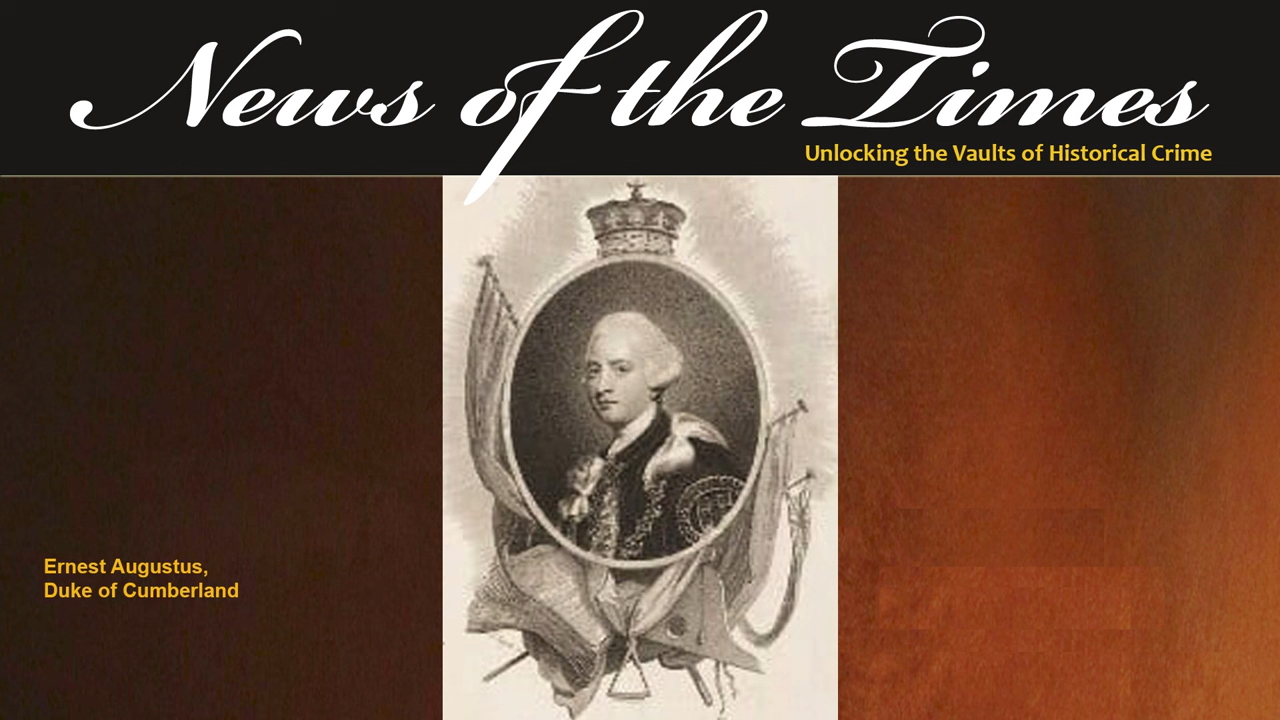 News of the Times
Unlocking the Vaults of Historical Crime
Ernest Augustus,
Duke of Cumberland